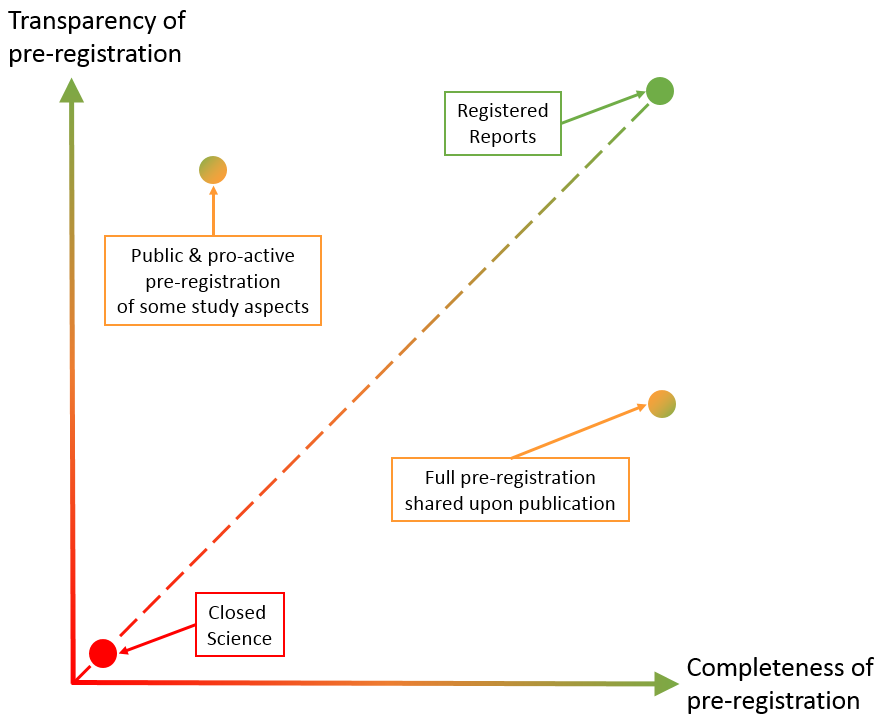 Transparency of
pre-registration
Registered
Reports
Public & pro-active
pre-registration
of some study aspects
Full pre-registration
shared upon publication
Closed
Science
Completeness of
pre-registration